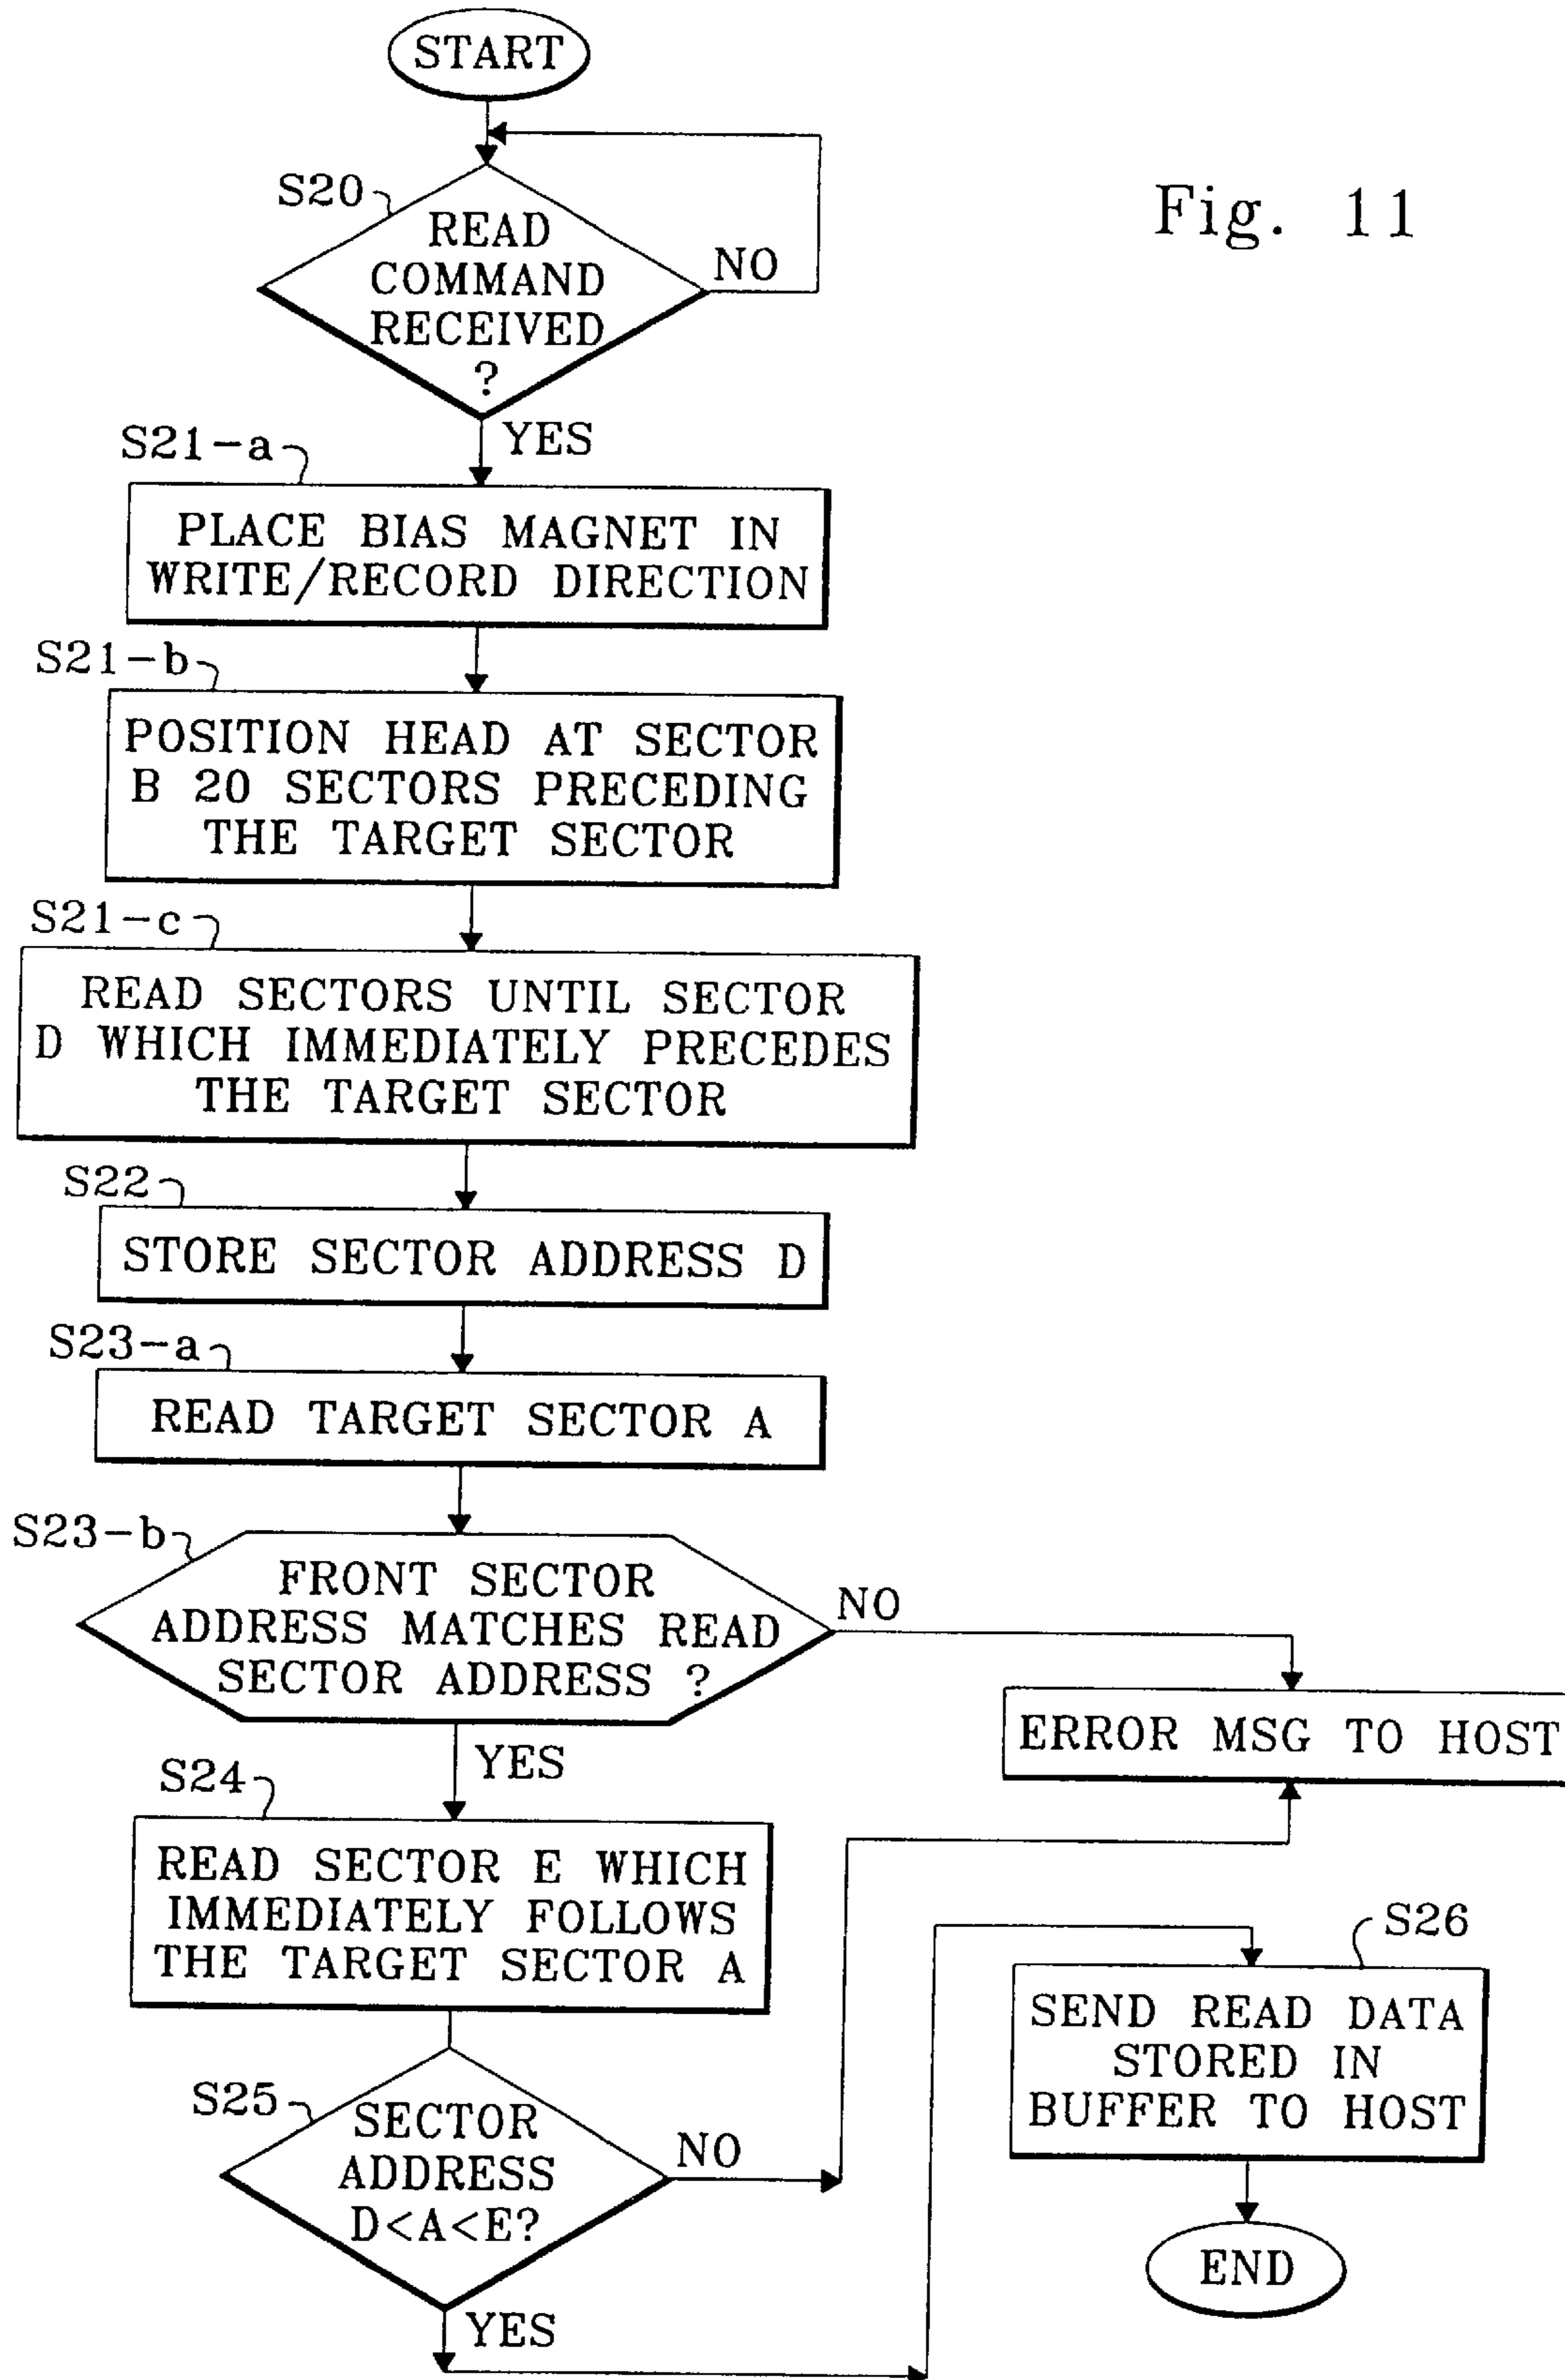 START
Fig. 11
S20
READ
COMMAND
RECEIVED
?
NO
YES
S21-a
PLACE BIAS MAGNET IN
WRITE/RECORD DIRECTION
S21-b
POSITION HEAD AT SECTOR
B 20 SECTORS PRECEDING
THE TARGET SECTOR
S21-c
READ SECTORS UNTIL SECTOR
D WHICH IMMEDIATELY PRECEDES
THE TARGET SECTOR
S22
STORE SECTOR ADDRESS D
S23-a
READ TARGET SECTOR A
S23-b
FRONT SECTOR
ADDRESS MATCHES READ
SECTOR ADDRESS ?
NO
YES
ERROR MSG TO HOST
S24
READ SECTOR E WHICH
IMMEDIATELY FOLLOWS
THE TARGET SECTOR A
S25
SECTOR
ADDRESS
D<A<E?
NO
YES
S26
SEND READ DATA
STORED IN
BUFFER TO HOST
END